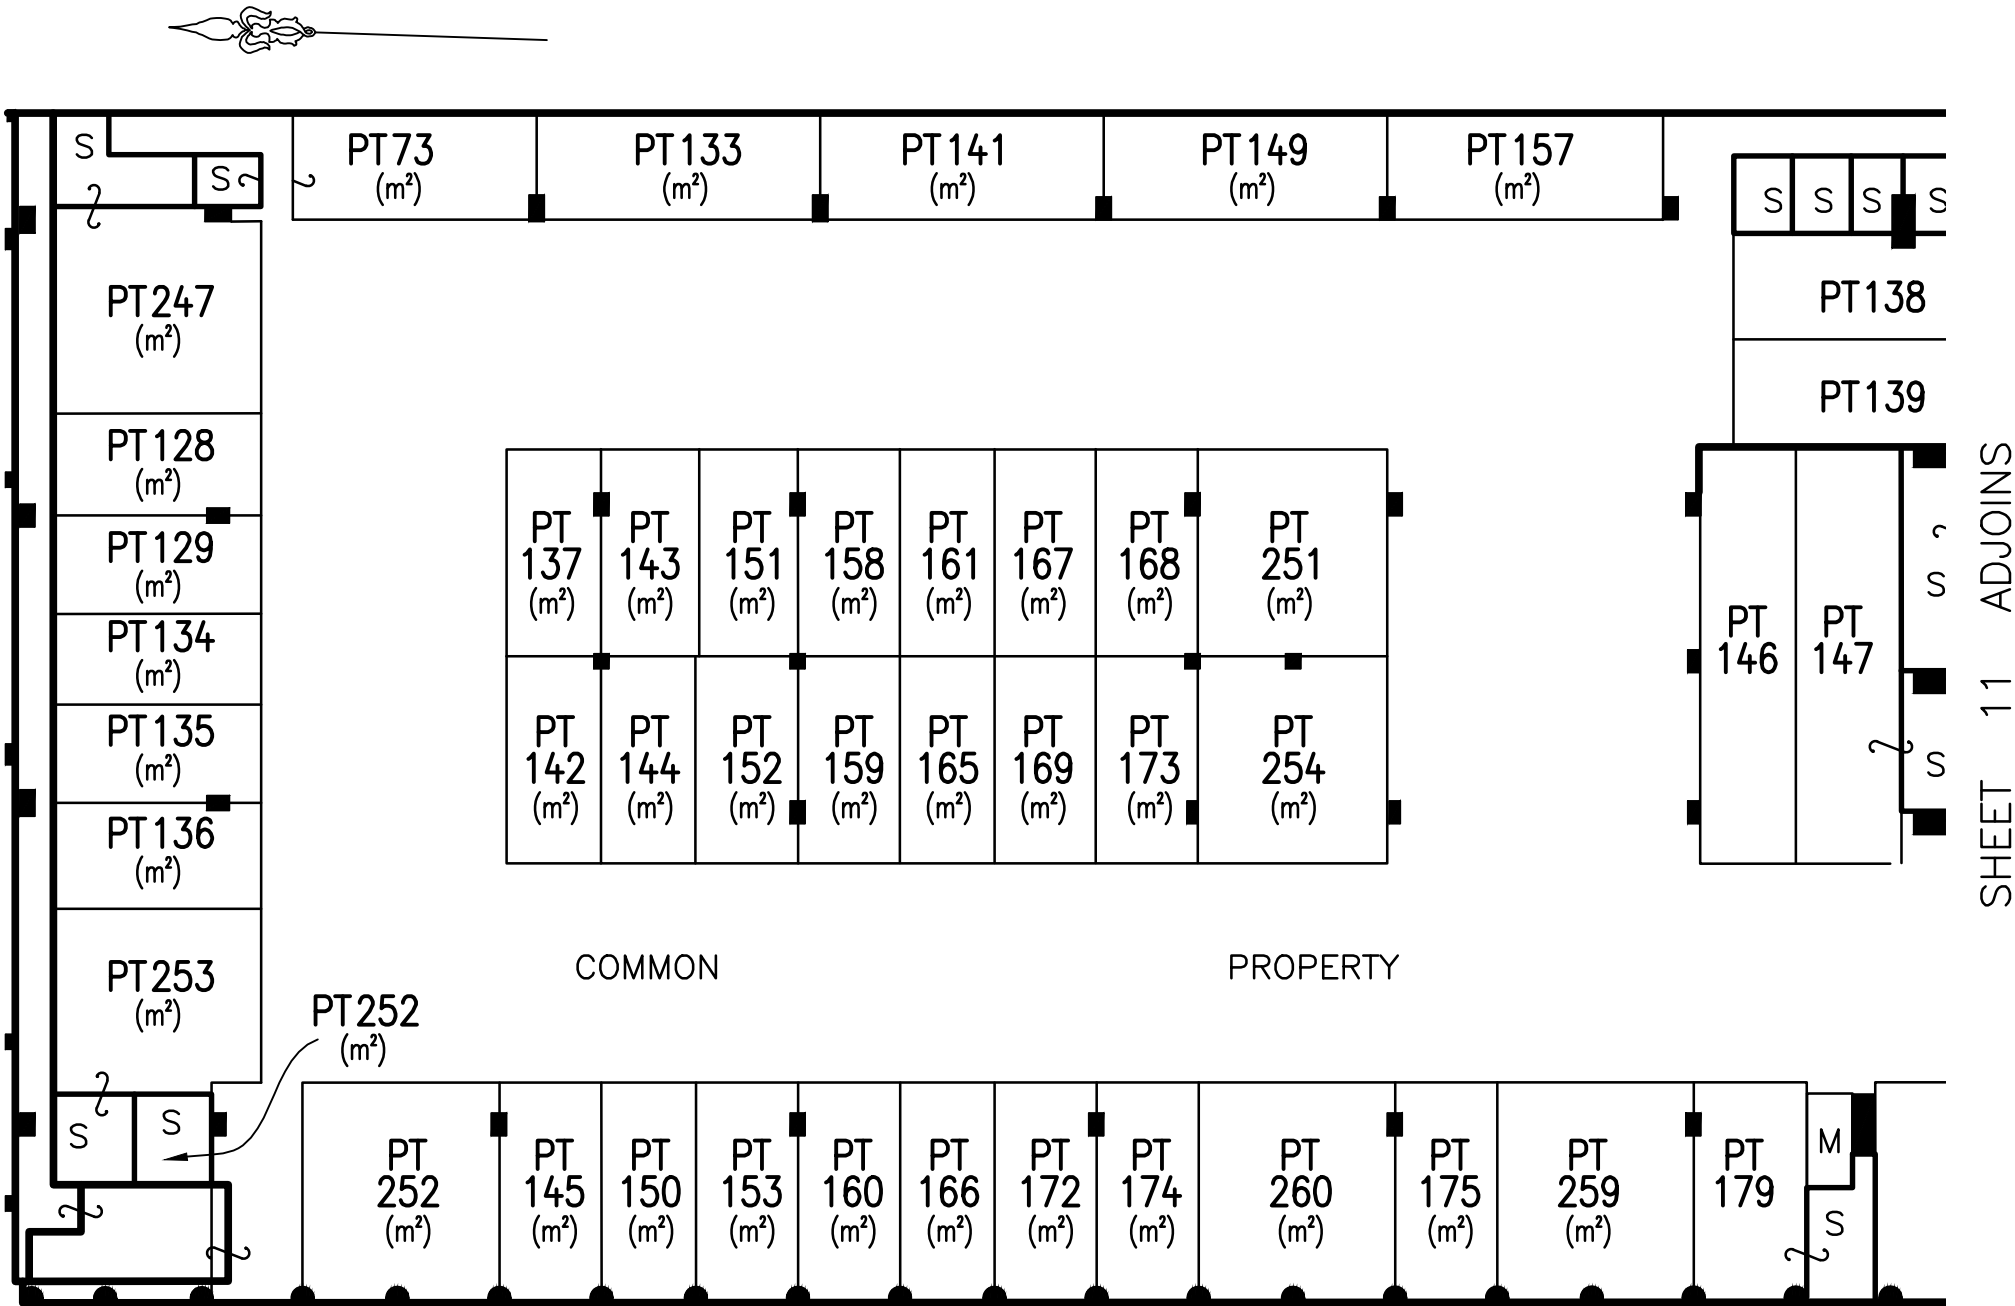 S
S
PT73
(m²)
PT133
(m²)
PT141
(m²)
PT149
(m²)
PT157
(m²)
S
S
S
S
PT247
(m²)
PT138
PT139
PT128
(m²)
PT129
(m²)
PT134
(m²)
PT135
(m²)
PT136
(m²)
PT253
(m²)
PT
137
(m²)
PT
143
(m²)
PT
151
(m²)
PT
158
(m²)
PT
161
(m²)
PT
167
(m²)
PT
168
(m²)
PT
251
(m²)
PT
142
(m²)
PT
144
(m²)
PT
152
(m²)
PT
159
(m²)
PT
165
(m²)
PT
169
(m²)
PT
173
(m²)
PT
254
(m²)
PT
146
PT
147
S
S
SHEET 11 ADJOINS
COMMON PROPERTY
PT252
(m²)
S
S
PT
252
(m²)
PT
145
(m²)
PT
150
(m²)
PT
153
(m²)
PT
160
(m²)
PT
166
(m²)
PT
172
(m²)
PT
174
(m²)
PT
260
(m²)
PT
175
(m²)
PT
259
(m²)
PT
179
M
S